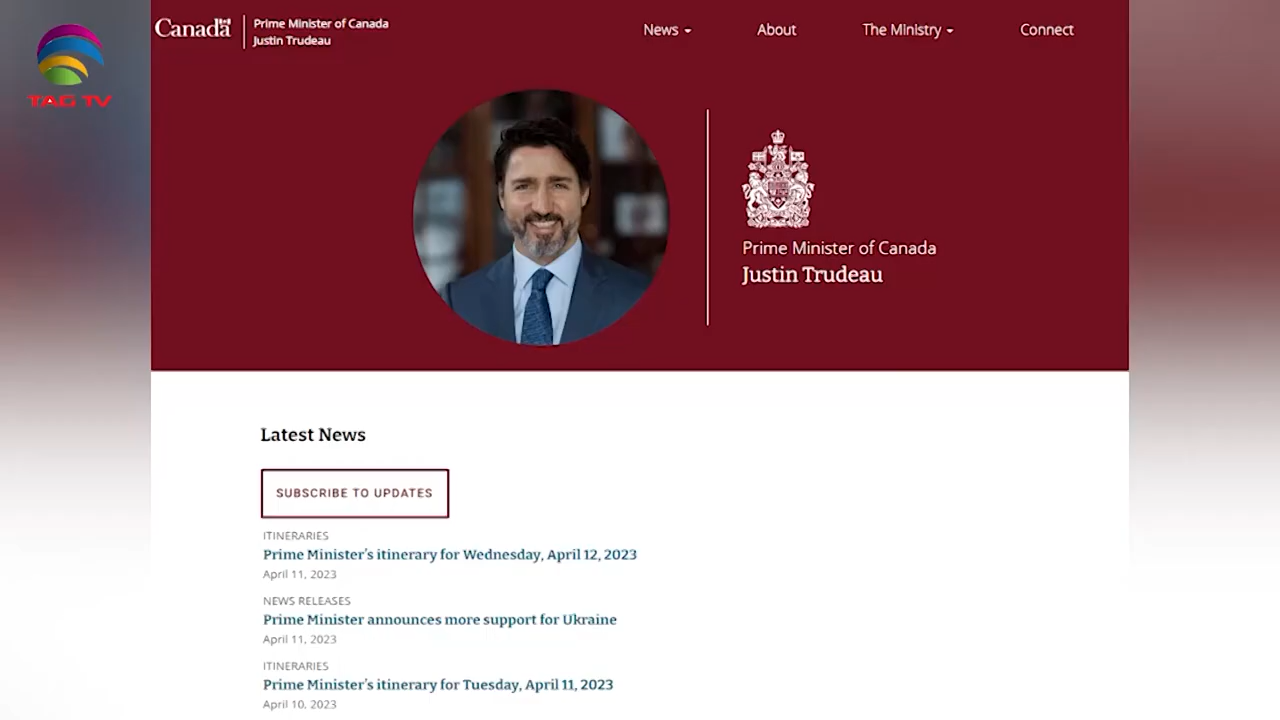 TAG TV
Canada
Prime Minister of Canada
Justin Trudeau
News
About
The Ministry
Connect
Prime Minister of Canada
Justin Trudeau
Latest News
SUBSCRIBE TO UPDATES
ITINERARIES
Prime Minister's itinerary for Wednesday, April 12, 2023
April 11, 2023
NEWS RELEASES
Prime Minister announces more support for Ukraine
April 11, 2023
ITINERARIES
Prime Minister's itinerary for Tuesday, April 11, 2023
April 10, 2023